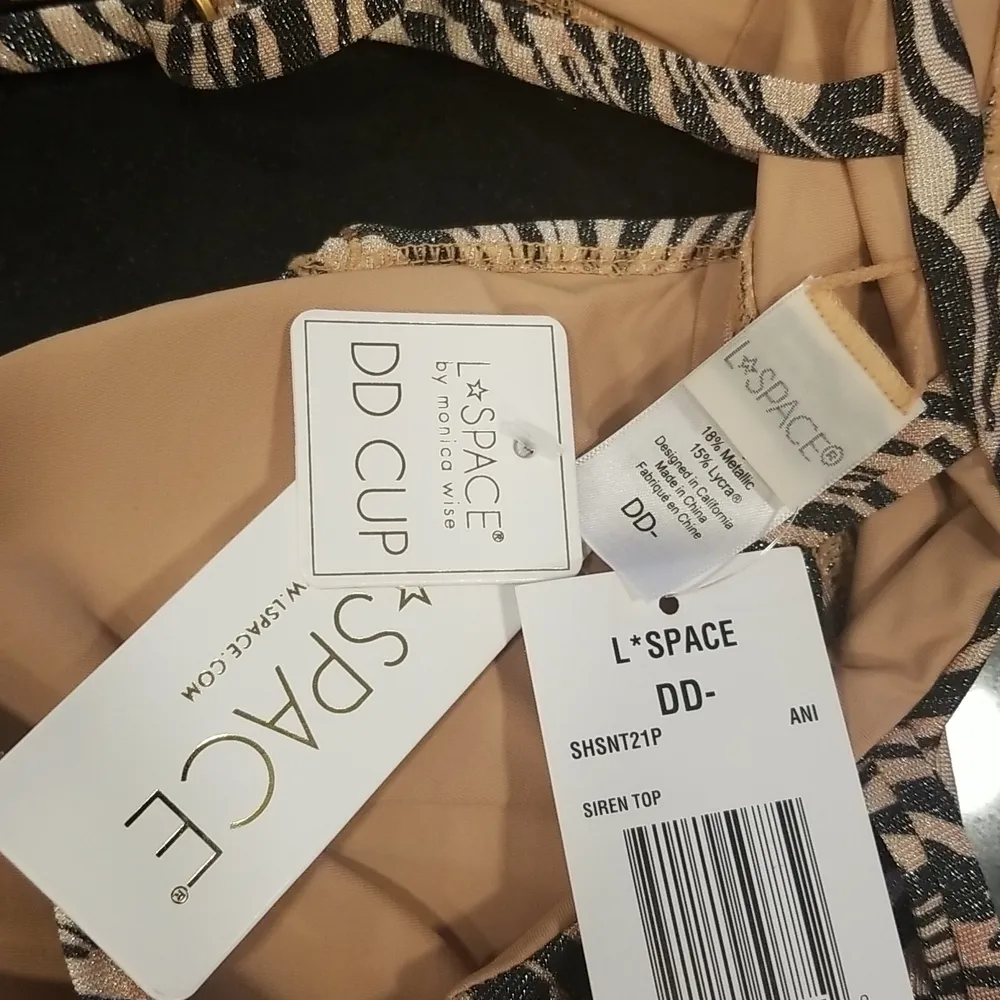 L*SPACE®
by monica wise
DD CUP
L*SPACE®
18% Metallic
15% Lycra®
Designed in California
Made in China
Fabriqué en Chine
DD-
*SPACE®
W.LSPACE.COM
L*SPACE
DD-
SHSNT21P
ANI
SIREN TOP